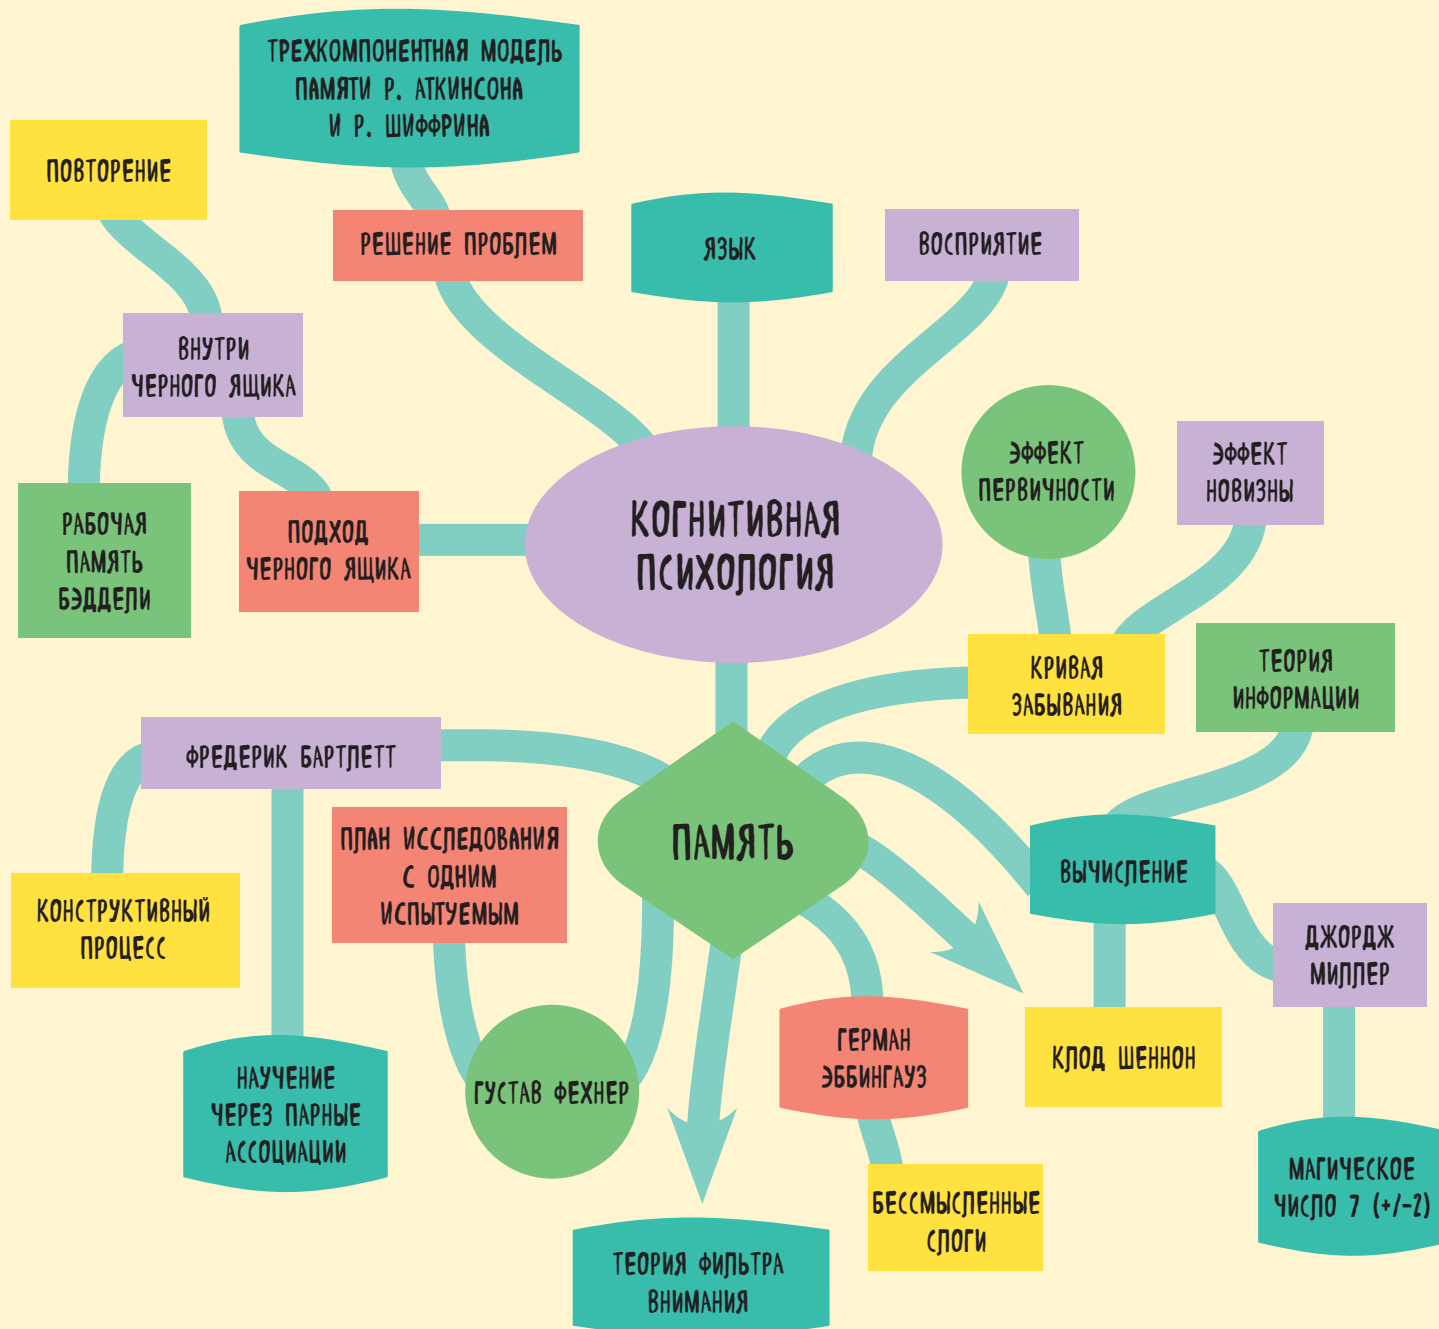 ТРЕХКОМПОНЕНТНАЯ МОДЕЛЬ
ПАМЯТИ Р. АТКИНСОНА
И Р. ШИФФРИНА
ПОВТОРЕНИЕ
РЕШЕНИЕ ПРОБЛЕМ
ЯЗЫК
ВОСПРИЯТИЕ
ВНУТРИ
ЧЕРНОГО ЯЩИКА
ЭФФЕКТ
ПЕРВИЧНОСТИ
ЭФФЕКТ
НОВИЗНЫ
РАБОЧАЯ
ПАМЯТЬ
БЭДДЕЛИ
ПОДХОД
ЧЕРНОГО ЯЩИКА
КОГНИТИВНАЯ
ПСИХОЛОГИЯ
КРИВАЯ
ЗАБЫВАНИЯ
ТЕОРИЯ
ИНФОРМАЦИИ
ФРЕДЕРИК БАРТЛЕТТ
ПЛАН ИССЛЕДОВАНИЯ
С ОДНИМ
ИСПЫТУЕМЫМ
ПАМЯТЬ
ВЫЧИСЛЕНИЕ
КОНСТРУКТИВНЫЙ
ПРОЦЕСС
ДЖОРДЖ
МИЛЛЕР
НАУЧЕНИЕ
ЧЕРЕЗ ПАРНЫЕ
АССОЦИАЦИИ
ГУСТАВ ФЕХНЕР
ГЕРМАН
ЭББИНГАУЗ
КЛОД ШЕННОН
БЕССМЫСЛЕННЫЕ
СЛОГИ
МАГИЧЕСКОЕ
ЧИСЛО 7 (+/-2)
ТЕОРИЯ ФИЛЬТРА
ВНИМАНИЯ